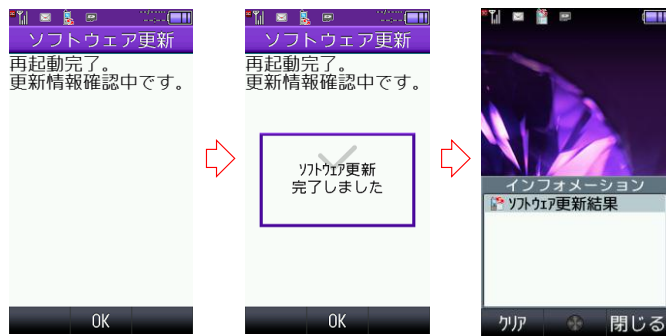 ソフトウェア更新
再起動完了。
更新情報確認中です。
OK
ソフトウェア更新
再起動完了。
更新情報確認中です。
ｿﾌﾄｳｪｱ更新
完了しました
OK
インフォメーション
ｿﾌﾄｳｪｱ更新結果
ｸﾘｱ
閉じる